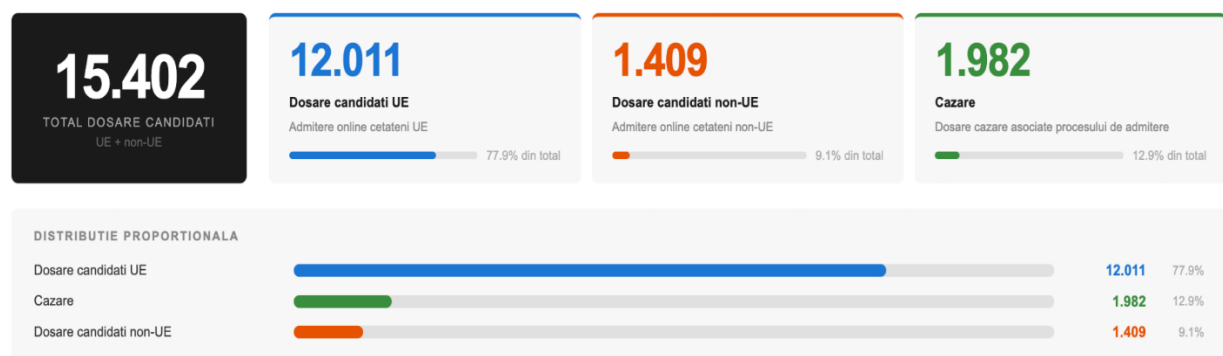 15.402
TOTAL DOSARE CANDIDATI
UE + non-UE
12.011
Dosare candidati UE
Admitere online cetateni UE
77.9% din total
1.409
Dosare candidati non-UE
Admitere online cetateni non-UE
9.1% din total
1.982
Cazare
Dosare cazare asociate procesului de admitere
12.9% din total
DISTRIBUTIE PROPORTIONALA
Dosare candidati UE 12.011 77.9%
Cazare 1.982 12.9%
Dosare candidati non-UE 1.409 9.1%